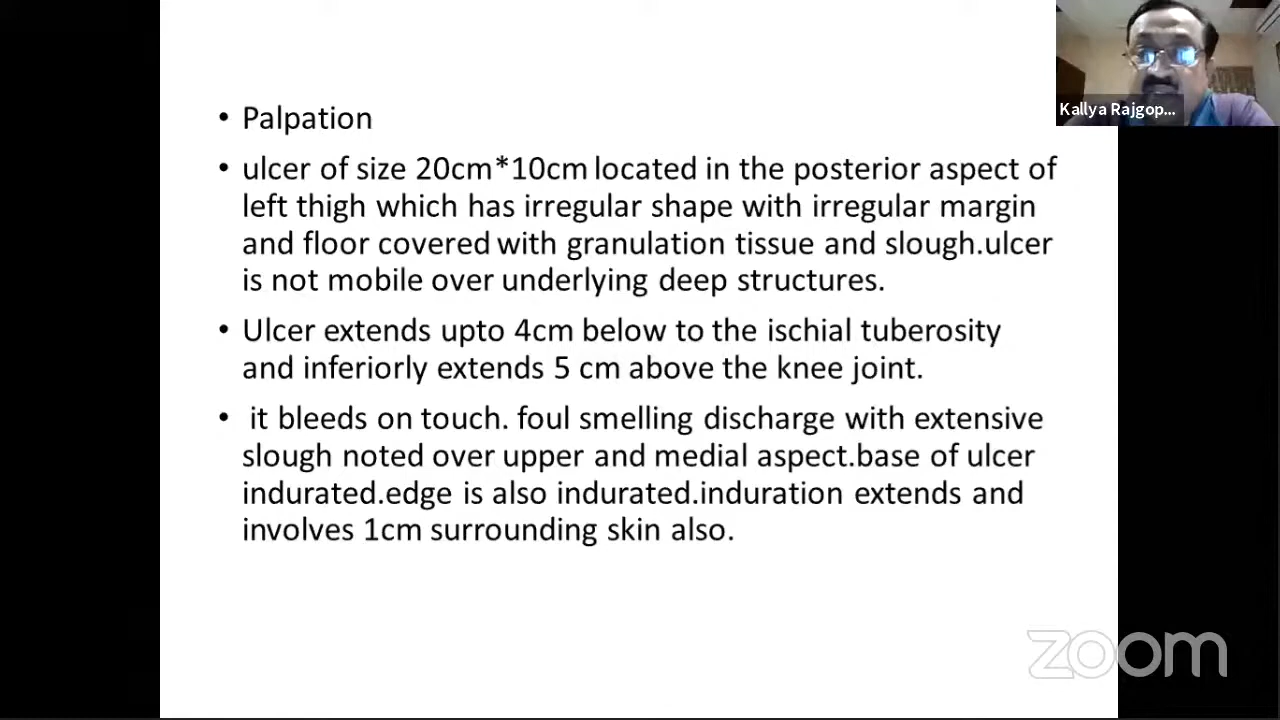 • Palpation
• ulcer of size 20cm*10cm located in the posterior aspect of
left thigh which has irregular shape with irregular margin
and floor covered with granulation tissue and slough.ulcer
is not mobile over underlying deep structures.
• Ulcer extends upto 4cm below to the ischial tuberosity
and inferiorly extends 5 cm above the knee joint.
• it bleeds on touch. foul smelling discharge with extensive
slough noted over upper and medial aspect.base of ulcer
indurated.edge is also indurated.induration extends and
involves 1cm surrounding skin also.
Kallya Rajgop...
zoom